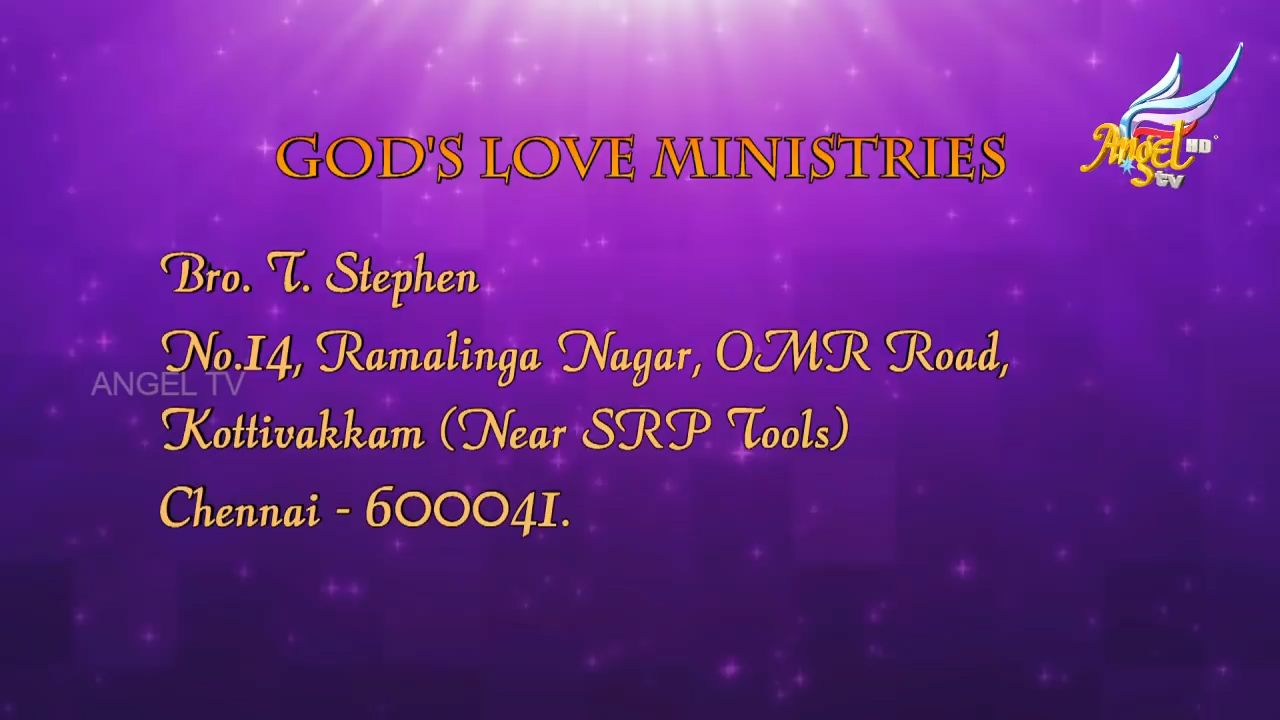 GOD'S LOVE MINISTRIES
Angel HD
tv
Bro. T. Stephen
No.14, Ramalinga Nagar, OMR Road,
ANGEL TV
Kottivakkam (Near SRP Tools)
Chennai - 600041.